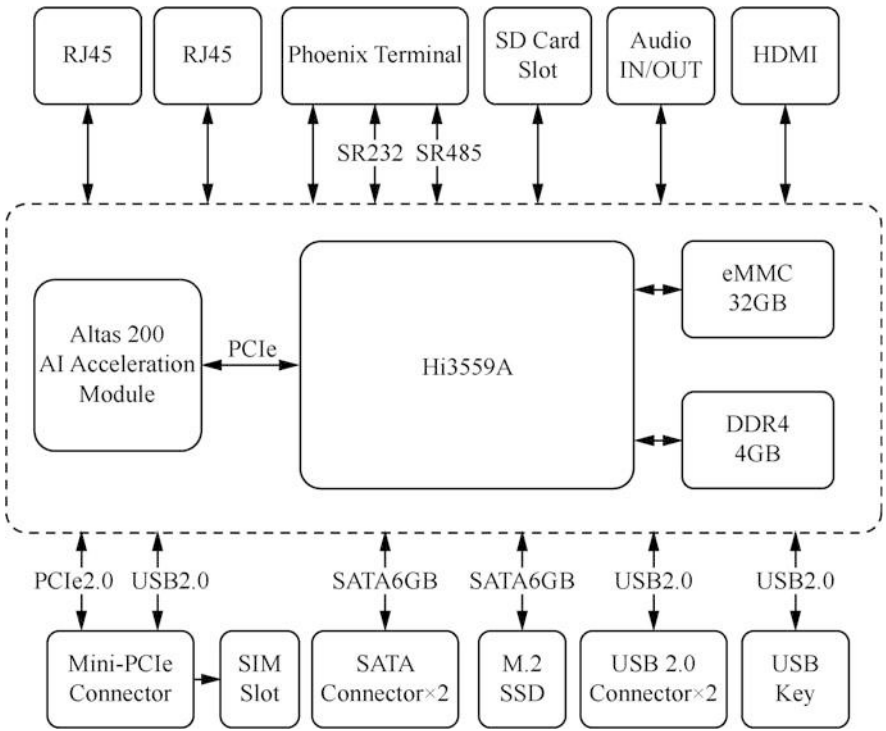 RJ45
RJ45
Phoenix Terminal
SD Card
Slot
Audio
IN/OUT
HDMI
SR232
SR485
Altas 200
AI Acceleration
Module
PCIe
Hi3559A
eMMC
32GB
DDR4
4GB
PCIe2.0
USB2.0
SATA6GB
SATA6GB
USB2.0
USB2.0
Mini-PCIe
Connector
SIM
Slot
SATA
Connector×2
M.2
SSD
USB 2.0
Connector×2
USB
Key